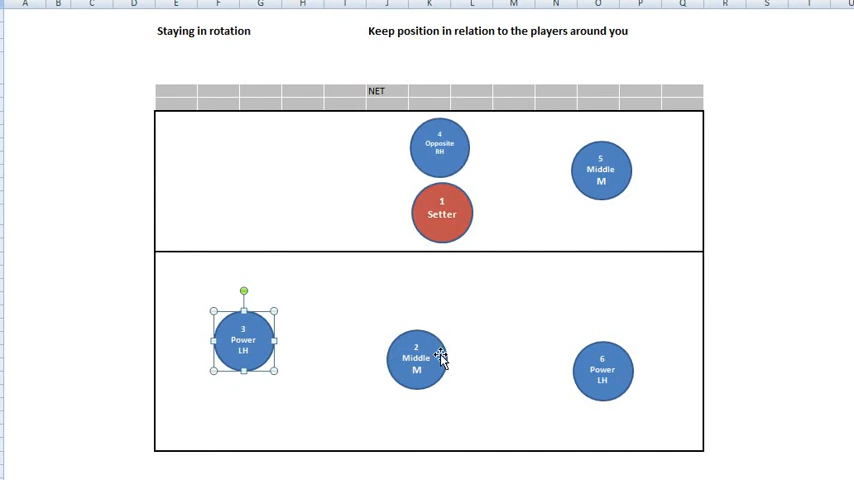 A B C D E F G H I J K L M N O P Q R S T U
Staying in rotation
Keep position in relation to the players around you
NET
4
Opposite
RH
5
Middle
M
1
Setter
3
Power
LH
2
Middle
M
6
Power
LH